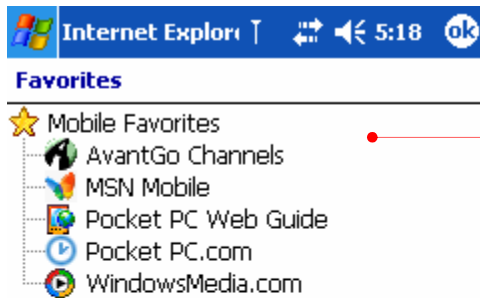 Internet Explor 5:18 ok
Favorites
Mobile Favorites
AvantGo Channels
MSN Mobile
Pocket PC Web Guide
Pocket PC.com
WindowsMedia.com